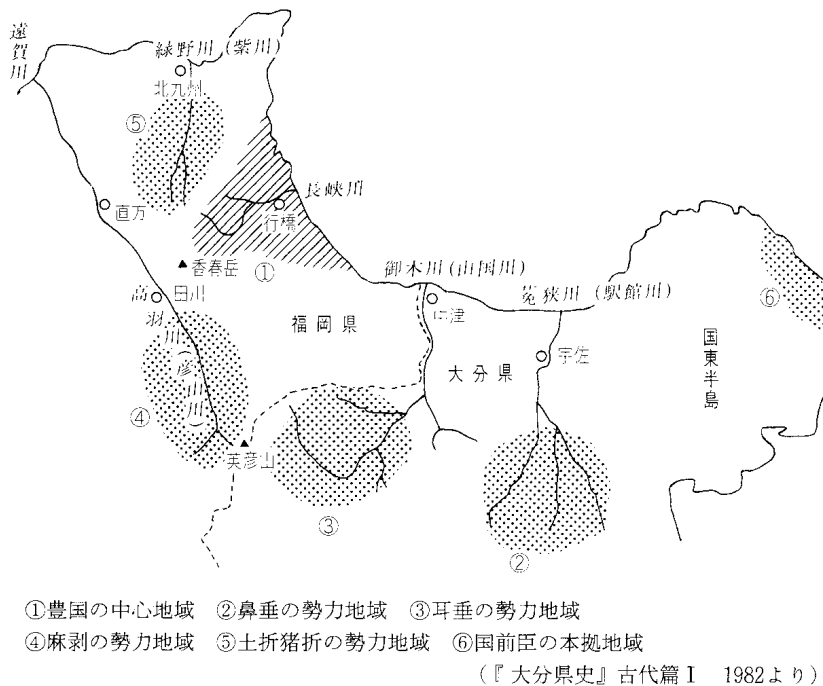 遠賀川
緑野川(紫川)
北九州
⑤
長峡川
直方
行橋
香春岳
①
御木川(山国川)
莵狭川(駅館川)
⑥
高羽川(彦山川)
田川
福岡県
中津
大分県
宇佐
国東半島
④
英彦山
③
②
①豊国の中心地域 ②鼻垂の勢力地域 ③耳垂の勢力地域
④麻剥の勢力地域 ⑤土折猪折の勢力地域 ⑥国前臣の本拠地域
(『大分県史』古代篇Ⅰ 1982より)